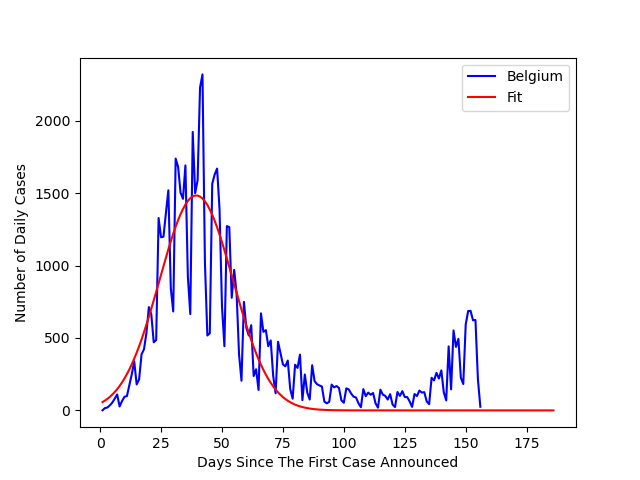 Belgium
Fit
Number of Daily Cases
2000
1500
1000
500
0
0 25 50 75 100 125 150 175
Days Since The First Case Announced